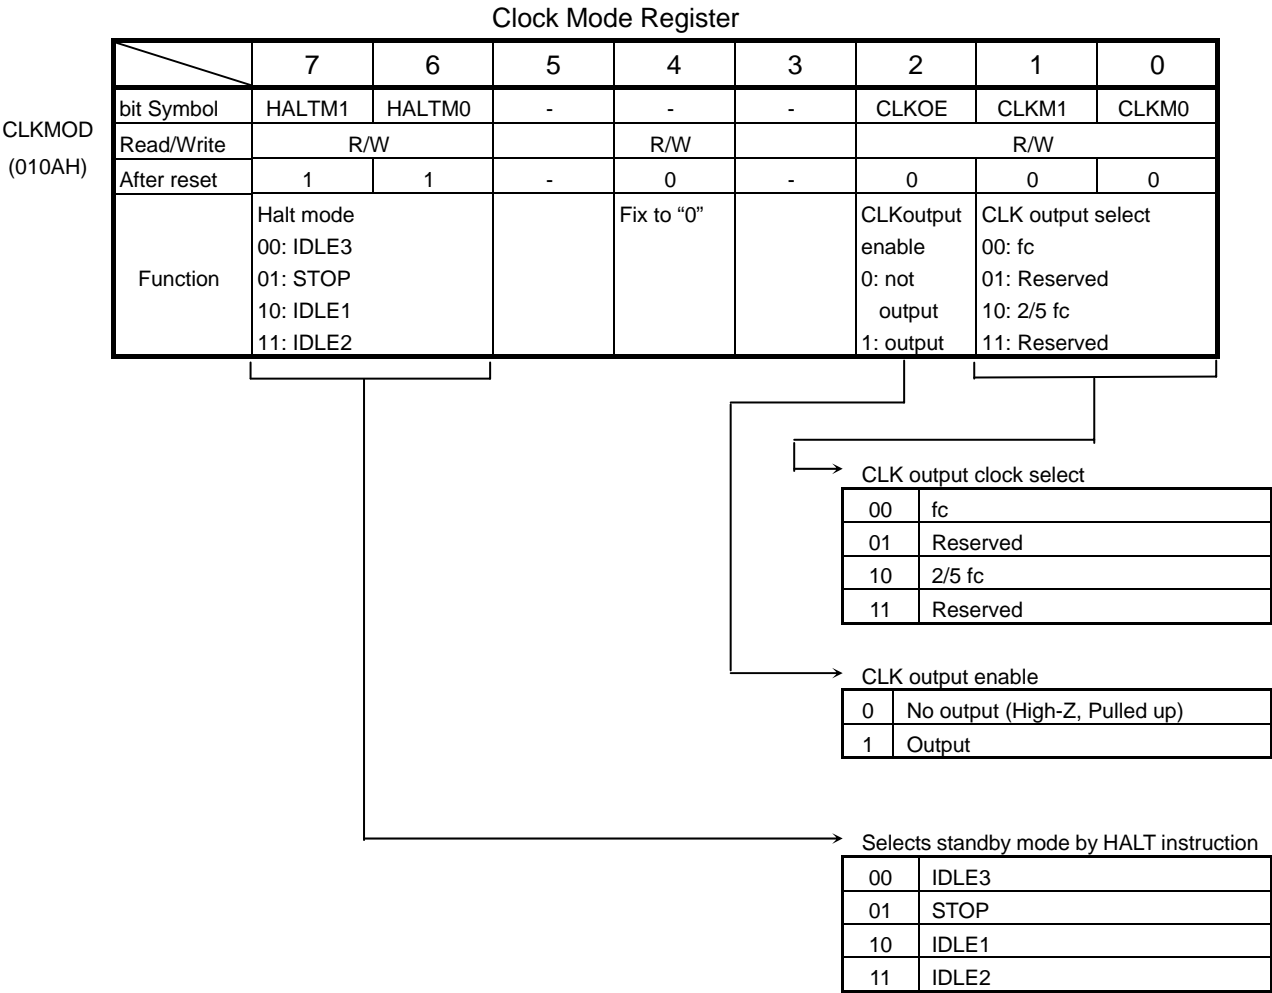 Clock Mode Register
7 6 5 4 3 2 1 0
bit Symbol HALTM1 HALTM0 - - - CLKOE CLKM1 CLKM0
CLKMOD
(010AH)
Read/Write R/W R/W R/W
After reset 1 1 - 0 - 0 0 0
Function
Halt mode
00: IDLE3
01: STOP
10: IDLE1
11: IDLE2
Fix to “0”
CLKoutput
enable
0: not
output
1: output
CLK output select
00: fc
01: Reserved
10: 2/5 fc
11: Reserved
CLK output clock select
00 fc
01 Reserved
10 2/5 fc
11 Reserved
CLK output enable
0 No output (High-Z, Pulled up)
1 Output
Selects standby mode by HALT instruction
00 IDLE3
01 STOP
10 IDLE1
11 IDLE2